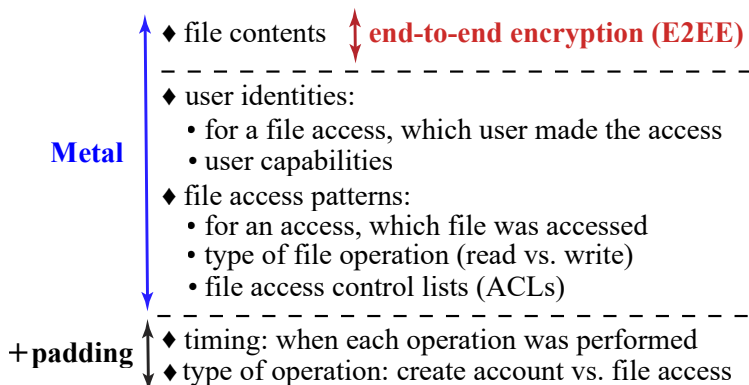 ♦ file contents end-to-end encryption (E2EE)
♦ user identities:
• for a file access, which user made the access
Metal
• user capabilities
♦ file access patterns:
• for an access, which file was accessed
• type of file operation (read vs. write)
• file access control lists (ACLs)
+padding
♦ timing: when each operation was performed
♦ type of operation: create account vs. file access